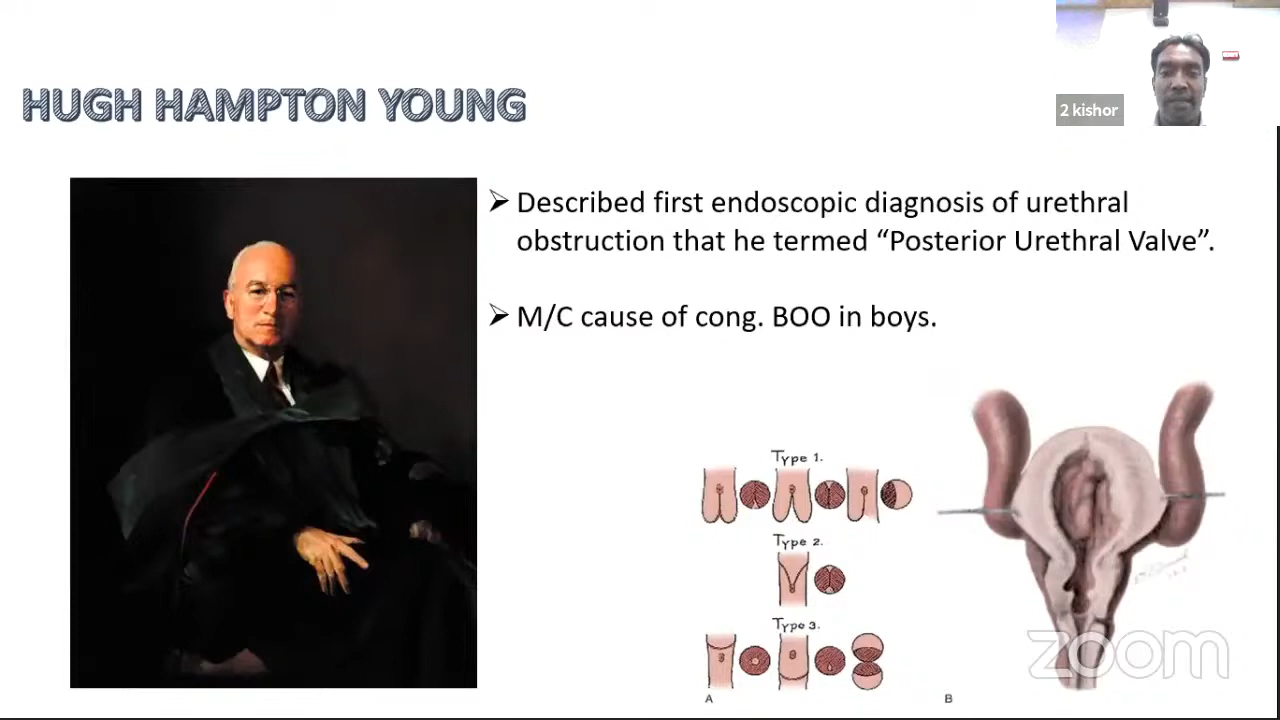 HUGH HAMPTON YOUNG
2 kishor
➢ Described first endoscopic diagnosis of urethral
obstruction that he termed “Posterior Urethral Valve”.
➢ M/C cause of cong. BOO in boys.
Type 1.
Type 2.
Type 3.
A
B
zoom